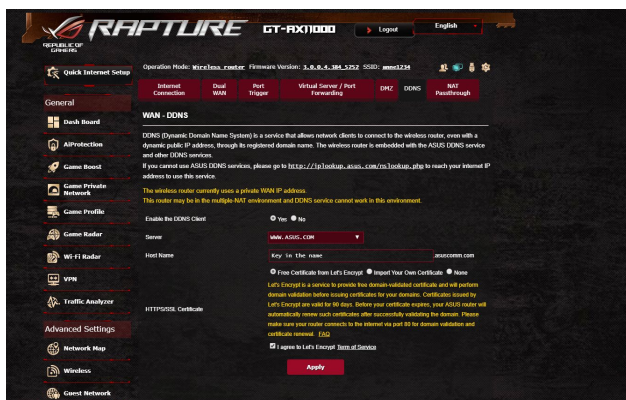 RAPTURE GT-AX11000 Logout English
REPUBLIC OF
GAMERS
Operation Mode: Wireless router Firmware Version: 3.0.0.4.384_5252 SSID: anne1234
Quick Internet Setup
Internet Connection
Dual WAN
Port Trigger
Virtual Server / Port Forwarding
DMZ
DDNS
NAT Passthrough
General
Dash Board
AiProtection
Game Boost
Game Private
Network
Game Profile
Game Radar
Wi-Fi Radar
VPN
Traffic Analyzer
Advanced Settings
Network Map
Wireless
Guest Network
WAN - DDNS
DDNS (Dynamic Domain Name System) is a service that allows network clients to connect to the wireless router, even with a
dynamic public IP address, through its registered domain name. The wireless router is embedded with the ASUS DDNS service
and other DDNS services.
If you cannot use ASUS DDNS services, please go to http://iplookup.asus.com/nslookup.php to reach your internet IP
address to use this service.
The wireless router currently uses a private WAN IP address.
This router may be in the multiple-NAT environment and DDNS service cannot work in this environment.
Enable the DDNS Client Yes No
Server WWW.ASUS.COM
Host Name Key in the name .asuscomm.com
HTTPS/SSL Certificate
Free Certificate from Let's Encrypt Import Your Own Certificate None
Let's Encrypt is a service to provide free domain-validated certificate and will perform
domain validation before issuing certificates for your domains. Certificates issued by
Let's Encrypt are valid for 90 days. Before your certificate expires, your ASUS router will
automatically renew such certificates after successfully validating the domain. Please
make sure your router connects to the internet via port 80 for domain validation and
certificate renewal. FAQ
I agree to Let's Encrypt Term of Service
Apply